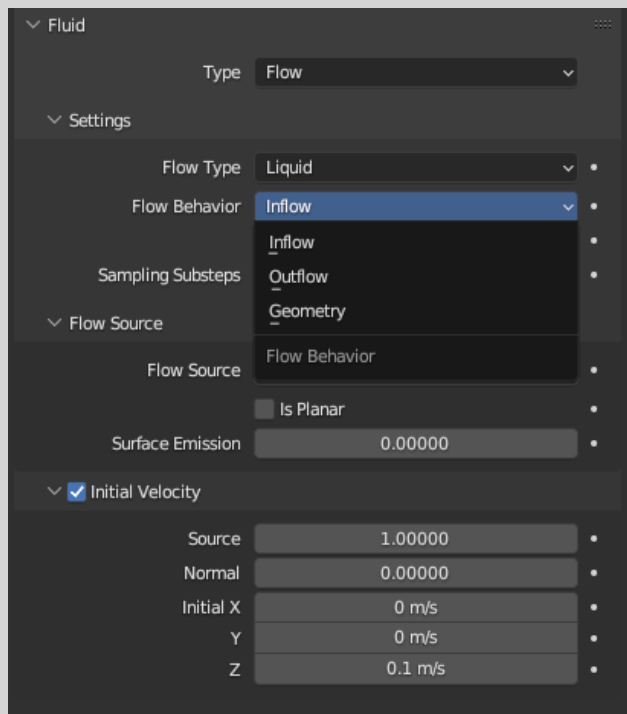 Fluid
Type Flow
Settings
Flow Type Liquid
Flow Behavior Inflow
Inflow
Sampling Substeps Outflow
Geometry
Flow Source
Flow Behavior
Flow Source
Is Planar
Surface Emission 0.00000
Initial Velocity
Source 1.00000
Normal 0.00000
Initial X 0 m/s
Y 0 m/s
Z 0.1 m/s